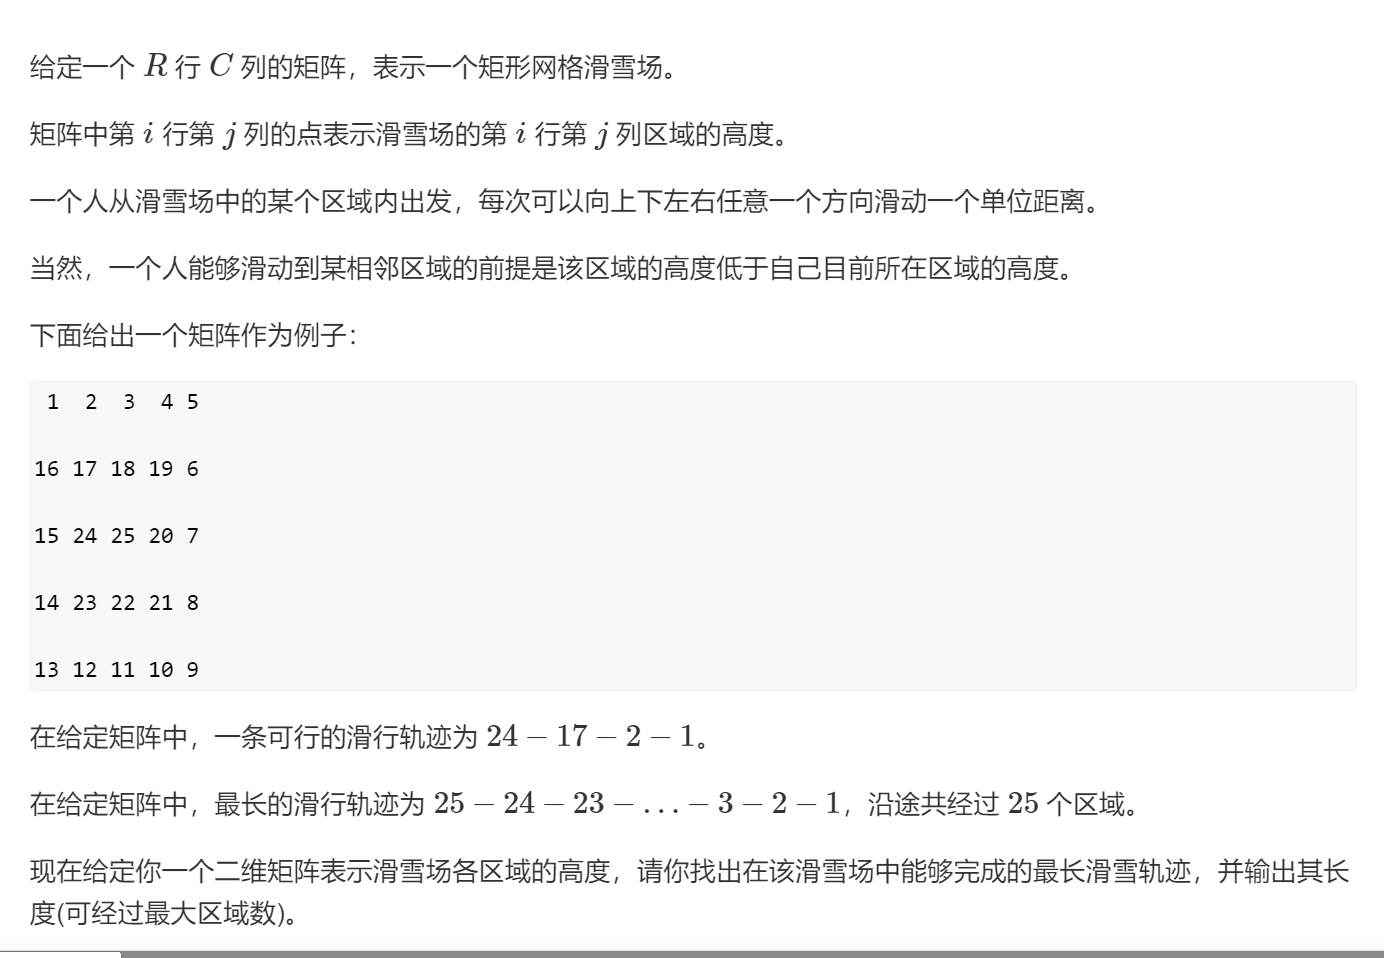 给定一个 R 行 C 列的矩阵，表示一个矩形网格滑雪场。
矩阵中第 i 行第 j 列的点表示滑雪场的第 i 行第 j 列区域的高度。
一个人从滑雪场中的某个区域内出发，每次可以向上下左右任意一个方向滑动一个单位距离。
当然，一个人能够滑动到某相邻区域的前提是该区域的高度低于自己目前所在区域的高度。
下面给出一个矩阵作为例子：
1 2 3 4 5
16 17 18 19 6
15 24 25 20 7
14 23 22 21 8
13 12 11 10 9
在给定矩阵中，一条可行的滑行轨迹为 24 − 17 − 2 − 1。
在给定矩阵中，最长的滑行轨迹为 25 − 24 − 23 − … − 3 − 2 − 1，沿途共经过 25 个区域。
现在给定你一个二维矩阵表示滑雪场各区域的高度，请你找出在该滑雪场中能够完成的最长滑雪轨迹，并输出其长
度(可经过最大区域数)。